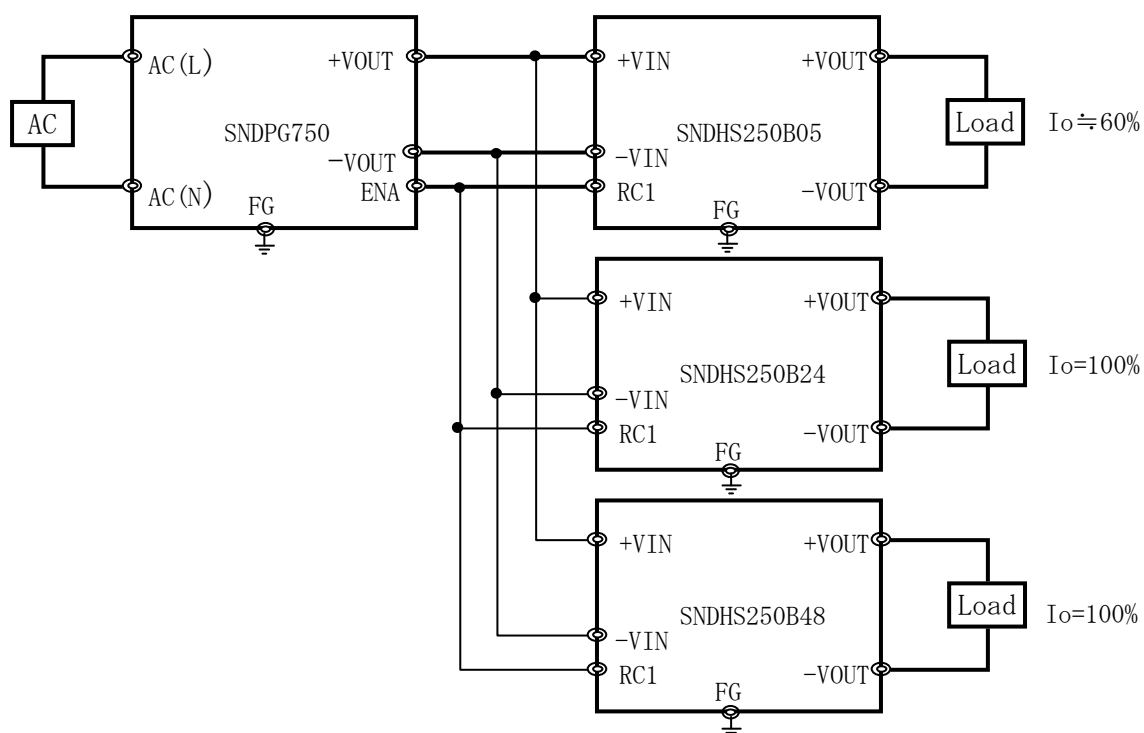 AC
AC(L)
AC(N)
SNDPG750
+VOUT
−VOUT
ENA
FG
+VIN
-VIN
RC1
SNDHS250B05
FG
+VOUT
-VOUT
Load
Io≒60%
+VIN
-VIN
RC1
SNDHS250B24
FG
+VOUT
-VOUT
Load
Io=100%
+VIN
-VIN
RC1
SNDHS250B48
FG
+VOUT
-VOUT
Load
Io=100%